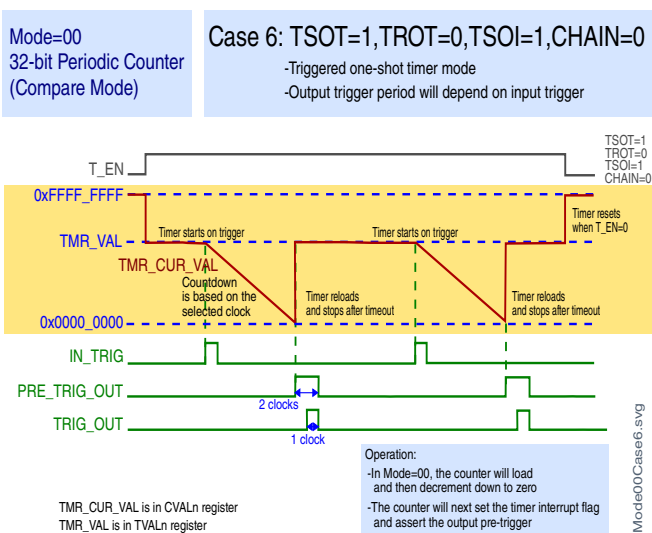 Mode=00
32-bit Periodic Counter
(Compare Mode)
Case 6: TSOT=1,TROT=0,TSOI=1,CHAIN=0
-Triggered one-shot timer mode
-Output trigger period will depend on input trigger
TSOT=1
TROT=0
TSOI=1
CHAIN=0
T_EN
0xFFFF_FFFF
Timer resets
when T_EN=0
TMR_VAL
Timer starts on trigger
Timer starts on trigger
TMR_CUR_VAL
Countdown
is based on the
selected clock
Timer reloads
and stops after timeout
Timer reloads
and stops after timeout
0x0000_0000
IN_TRIG
PRE_TRIG_OUT
2 clocks
TRIG_OUT
1 clock
Operation:
-In Mode=00, the counter will load
and then decrement down to zero
-The counter will next set the timer interrupt flag
and assert the output pre-trigger
TMR_CUR_VAL is in CVALn register
TMR_VAL is in TVALn register
Mode00Case6.svg